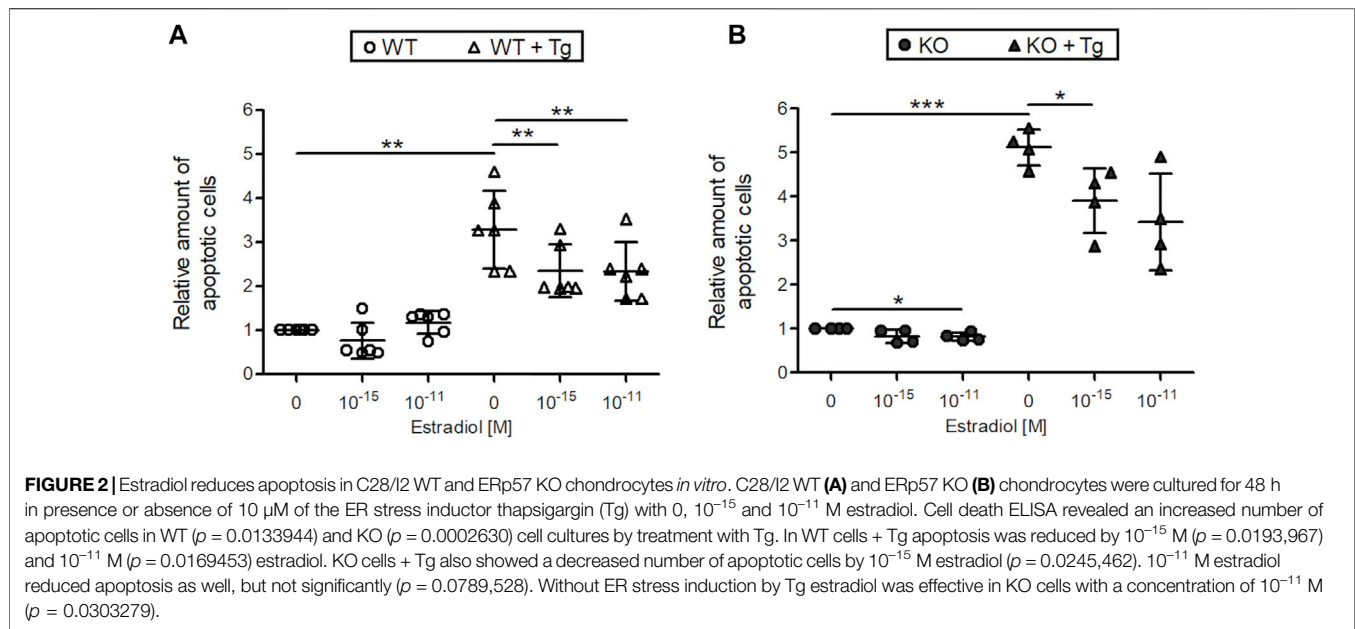 A
WT WT + Tg
Relative amount of
apoptotic cells
6
5
4
3
2
1
0
**
**
**
0 10⁻¹⁵ 10⁻¹¹ 0 10⁻¹⁵ 10⁻¹¹
Estradiol [M]
B
KO KO + Tg
Relative amount of
apoptotic cells
6
5
4
3
2
1
0
***
*
*
0 10⁻¹⁵ 10⁻¹¹ 0 10⁻¹⁵ 10⁻¹¹
Estradiol [M]
FIGURE 2 | Estradiol reduces apoptosis in C28/I2 WT and ERp57 KO chondrocytes in vitro. C28/I2 WT (A) and ERp57 KO (B) chondrocytes were cultured for 48 h
in presence or absence of 10 µM of the ER stress inductor thapsigargin (Tg) with 0, 10⁻¹⁵ and 10⁻¹¹ M estradiol. Cell death ELISA revealed an increased number of
apoptotic cells in WT (p = 0.0133944) and KO (p = 0.0002630) cell cultures by treatment with Tg. In WT cells + Tg apoptosis was reduced by 10⁻¹⁵ M (p = 0.0193,967)
and 10⁻¹¹ M (p = 0.0169453) estradiol. KO cells + Tg also showed a decreased number of apoptotic cells by 10⁻¹⁵ M estradiol (p = 0.0245,462). 10⁻¹¹ M estradiol
reduced apoptosis as well, but not significantly (p = 0.0789,528). Without ER stress induction by Tg estradiol was effective in KO cells with a concentration of 10⁻¹¹ M
(p = 0.0303279).